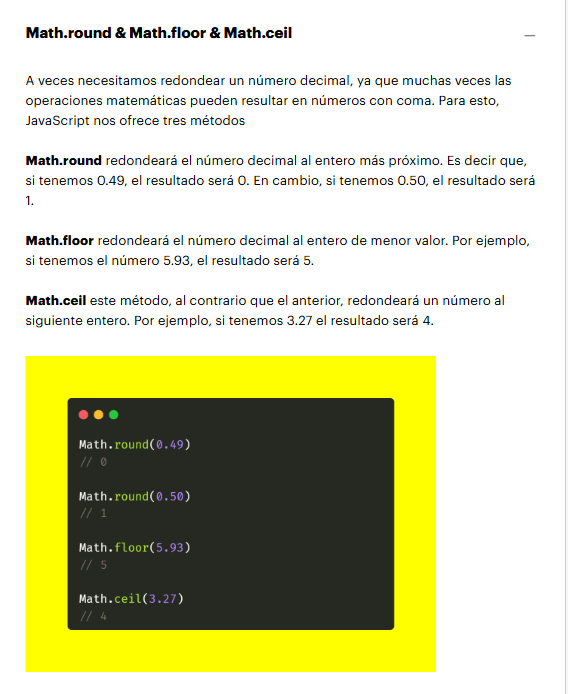 Math.round & Math.floor & Math.ceil
A veces necesitamos redondear un número decimal, ya que muchas veces las
operaciones matemáticas pueden resultar en números con coma. Para esto,
JavaScript nos ofrece tres métodos
Math.round redondeará el número decimal al entero más próximo. Es decir que,
si tenemos 0.49, el resultado será 0. En cambio, si tenemos 0.50, el resultado será
1.
Math.floor redondeará el número decimal al entero de menor valor. Por ejemplo,
si tenemos el número 5.93, el resultado será 5.
Math.ceil este método, al contrario que el anterior, redondeará un número al
siguiente entero. Por ejemplo, si tenemos 3.27 el resultado será 4.
Math.round(0.49)
// 0
Math.round(0.50)
// 1
Math.floor(5.93)
// 5
Math.ceil(3.27)
// 4